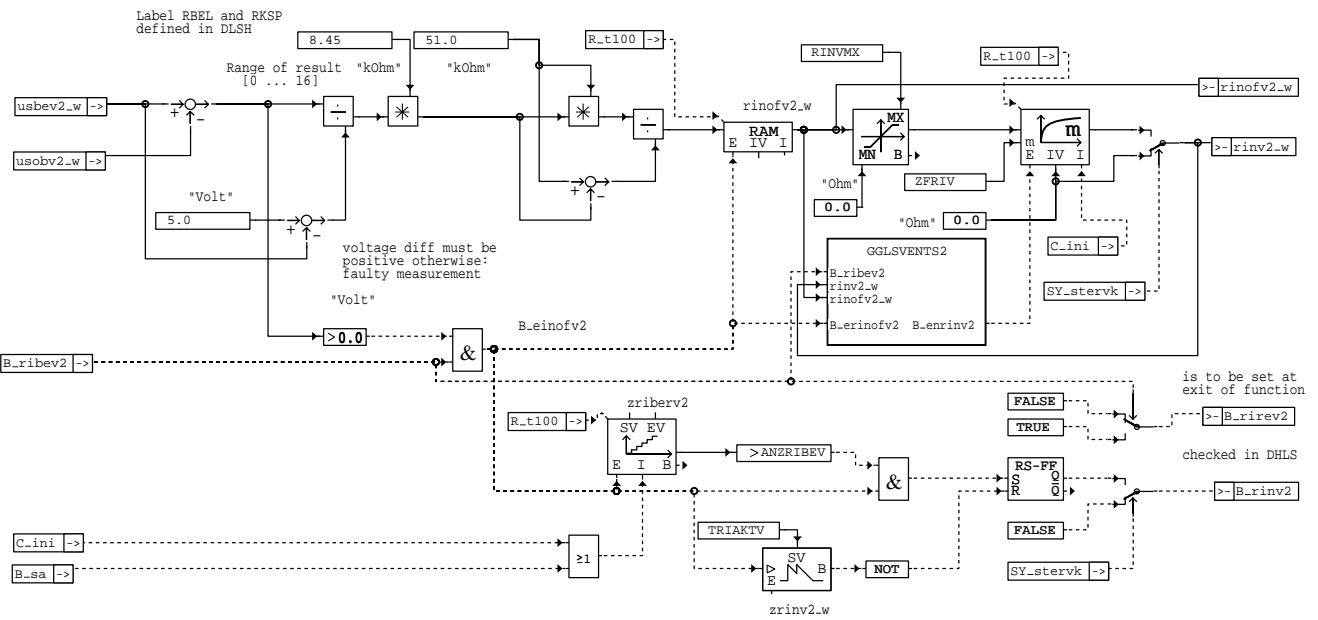 Label RBEL and RKSP
defined in DLSH
8.45
51.0
R_t100 ->
RINVMX
R_t100 ->
Range of result
[0 ... 16]
"kOhm"
"kOhm"
usbev2_w ->
+
−
÷
*
*
÷
rinofv2_w
RAM
E IV I
MX
MN B
m
m
E IV I
>- rinofv2_w
>- rinv2_w
usobv2_w ->
"Volt"
5.0
+
−
+
−
"Ohm"
0.0
ZFRIV
"Ohm"
0.0
C_ini ->
SY_stervk ->
voltage diff must be
positive otherwise:
faulty measurement
"Volt"
>0.0
GGLSVENTS2
B_ribev2
rinv2_w
rinofv2_w
B_erinofv2 B_enrinv2
B_einofv2
&
B_ribev2 ->
is to be set at
exit of function
FALSE
TRUE
>- B_rirev2
zriberv2
R_t100 ->
SV EV
E I B
>ANZRIBEV
&
RS-FF
S Q
R Q
checked in DHLS
>- B_rinv2
FALSE
SY_stervk ->
C_ini ->
B_sa ->
≥1
TRIAKTV
SV
B
E
NOT
zrinv2_w